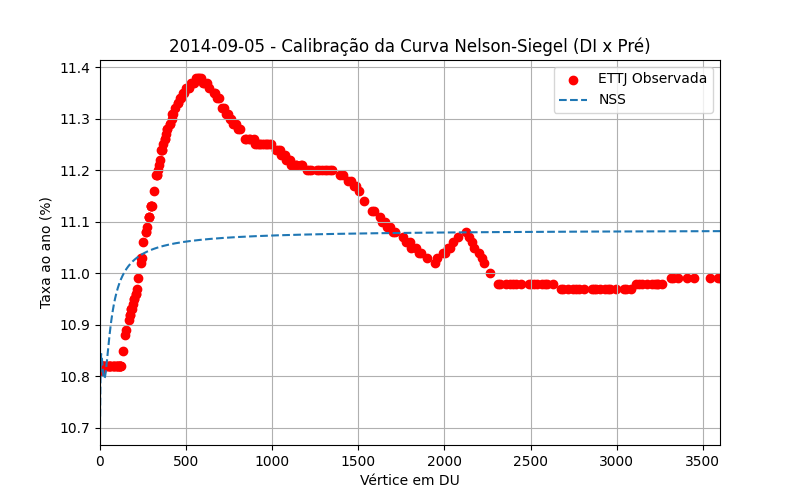 2014-09-05 - Calibração da Curva Nelson-Siegel (DI x Pré)
ETTJ Observada
NSS
Taxa ao ano (%)
11.4
11.3
11.2
11.1
11.0
10.9
10.8
10.7
0 500 1000 1500 2000 2500 3000 3500
Vértice em DU